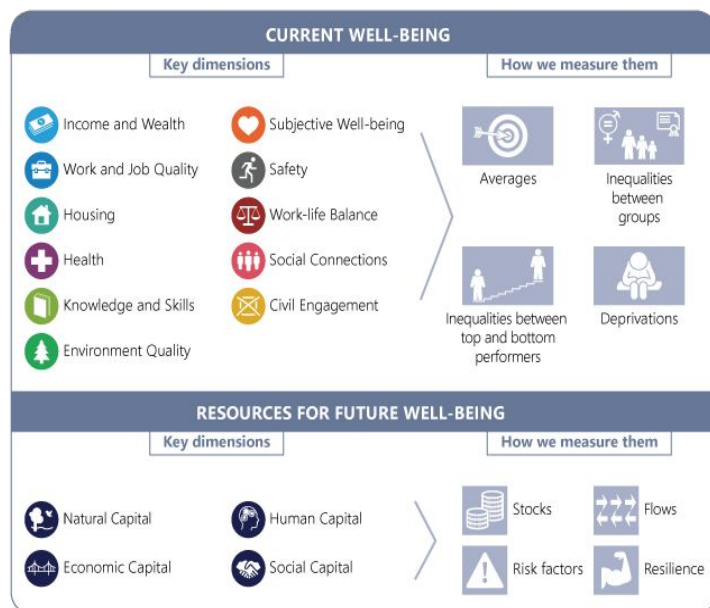 CURRENT WELL-BEING
Key dimensions
How we measure them
Income and Wealth
Subjective Well-being
Work and Job Quality
Safety
Housing
Work-life Balance
Health
Social Connections
Knowledge and Skills
Civil Engagement
Environment Quality
Averages
Inequalities
between
groups
Inequalities between
top and bottom
performers
Deprivations
RESOURCES FOR FUTURE WELL-BEING
Key dimensions
How we measure them
Natural Capital
Human Capital
Economic Capital
Social Capital
Stocks
Flows
Risk factors
Resilience